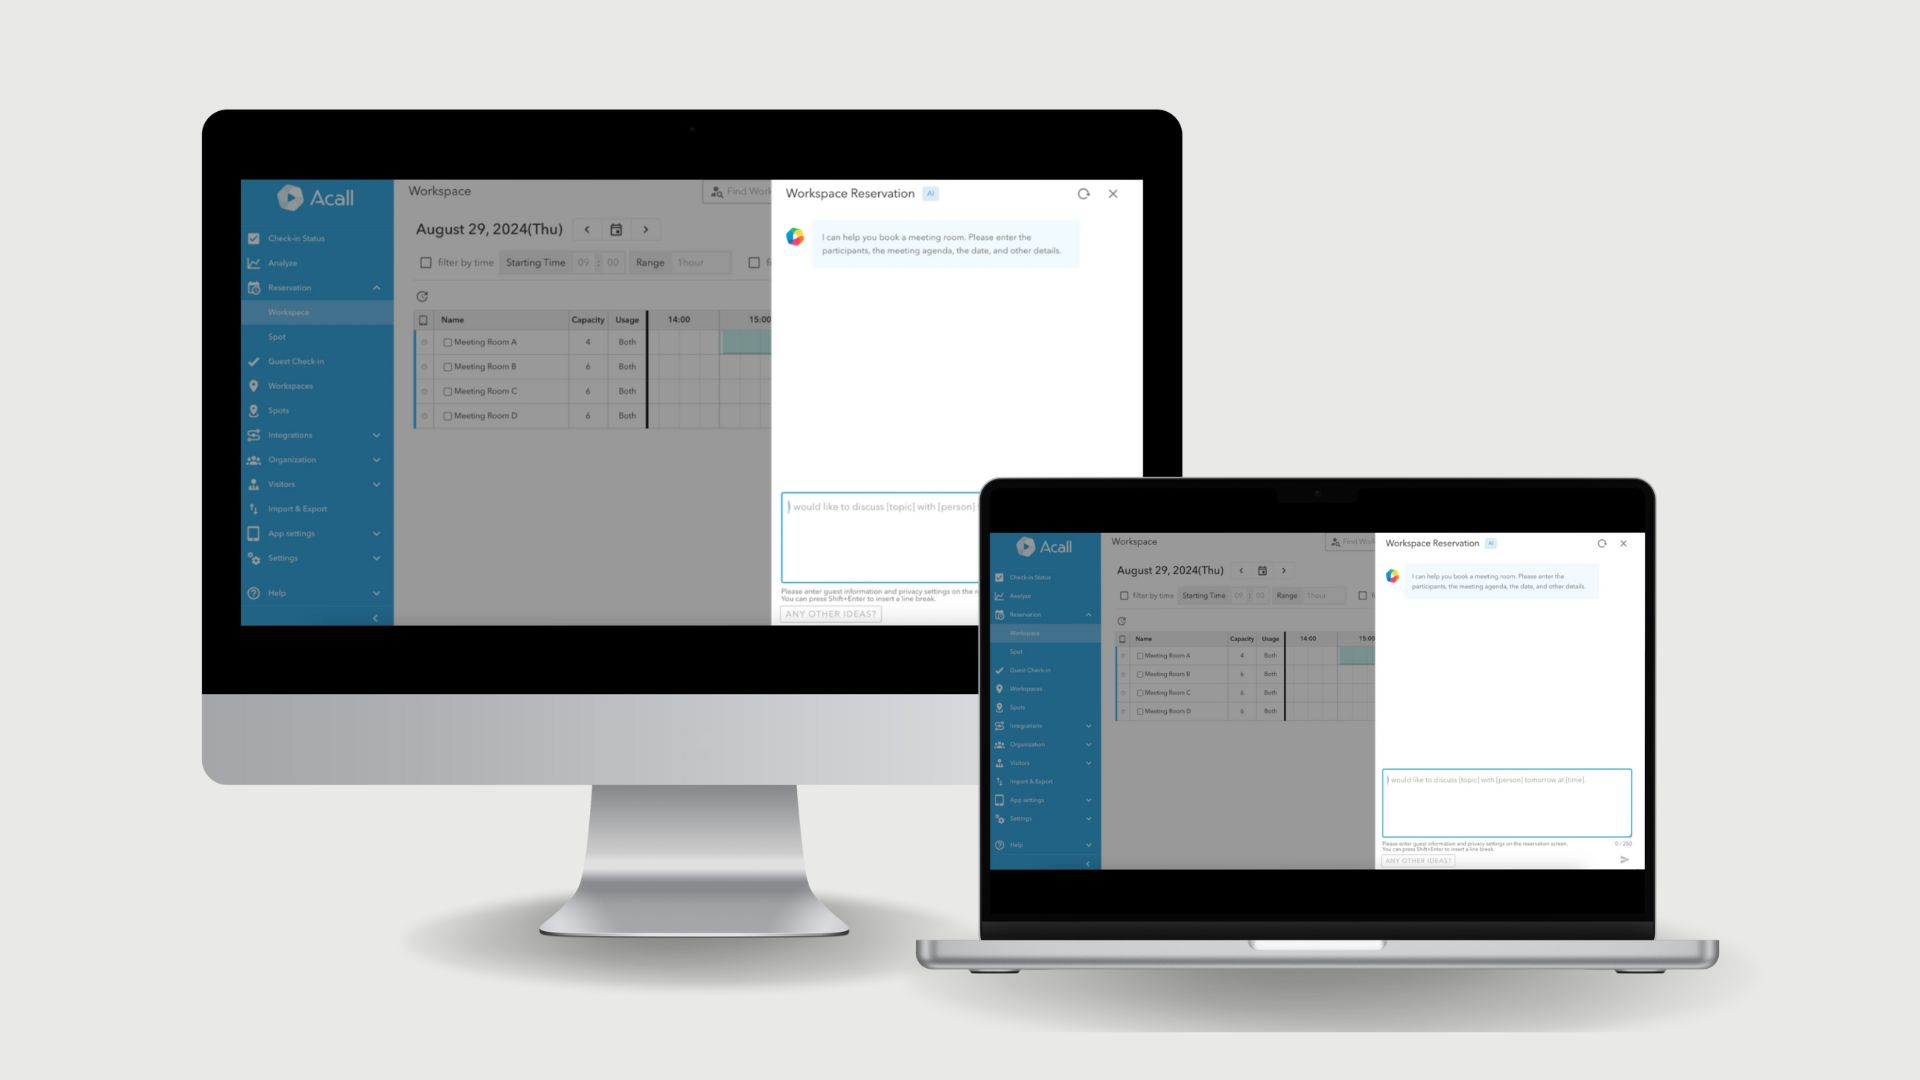 Acall
Check-in Status
Analyze
Reservation
Workspace
Spot
Guest Check-in
Workspaces
Spots
Integrations
Organization
Visitors
Import & Export
App settings
Settings
Help
Workspace
Find Work
August 29, 2024(Thu)
filter by time Starting Time 09 : 00 Range 1hour
Name Capacity Usage 14:00 15:00
Meeting Room A 4 Both
Meeting Room B 6 Both
Meeting Room C 6 Both
Meeting Room D 6 Both
Workspace Reservation AI
I can help you book a meeting room. Please enter the
participants, the meeting agenda, the date, and other details.
I would like to discuss [topic] with [person]
Please enter guest information and privacy settings on the
You can press Shift+Enter to insert a line break.
ANY OTHER IDEAS?
Acall
Check-in Status
Analyze
Reservation
Workspace
Spot
Guest Check-in
Workspaces
Spots
Integrations
Organization
Visitors
Import & Export
App settings
Settings
Help
Workspace
Find Work
August 29, 2024(Thu)
filter by time Starting Time 09 : 00 Range 1hour
Name Capacity Usage 14:00 15:00
Meeting Room A 4 Both
Meeting Room B 6 Both
Meeting Room C 6 Both
Meeting Room D 6 Both
Workspace Reservation AI
I can help you book a meeting room. Please enter the
participants, the meeting agenda, the date, and other details.
I would like to discuss [topic] with [person] tomorrow at [time].
Please enter guest information and privacy settings on the reservation screen.
0 / 250
You can press Shift+Enter to insert a line break.
ANY OTHER IDEAS?